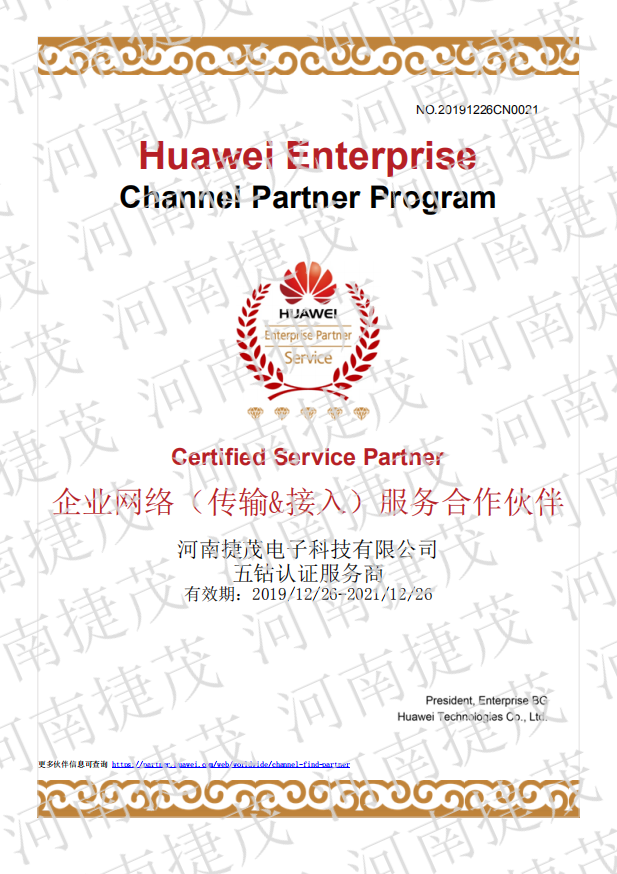 NO.20191226CN0021
Huawei Enterprise
Channel Partner Program
HUAWEI
Enterprise Partner
Service
Certified Service Partner
企业网络（传输&接入）服务合作伙伴
河南捷茂电子科技有限公司
五钻认证服务商
有效期：2019/12/26-2021/12/26
President, Enterprise BG
Huawei Technologies Co., Ltd.
更多伙伴信息可查询 https://partner.huawei.com/web/worldwide/channel-find-partner
河南捷茂